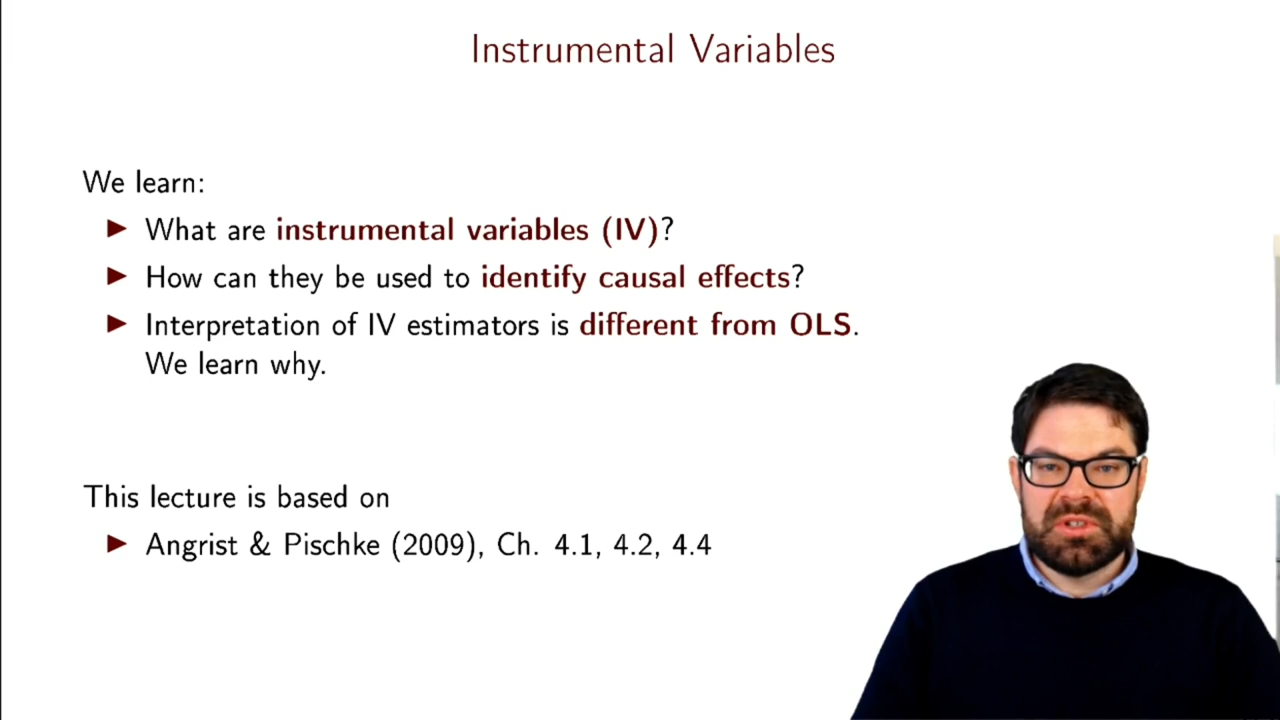 Instrumental Variables
We learn:
▶ What are instrumental variables (IV)?
▶ How can they be used to identify causal effects?
▶ Interpretation of IV estimators is different from OLS.
We learn why.
This lecture is based on
▶ Angrist & Pischke (2009), Ch. 4.1, 4.2, 4.4